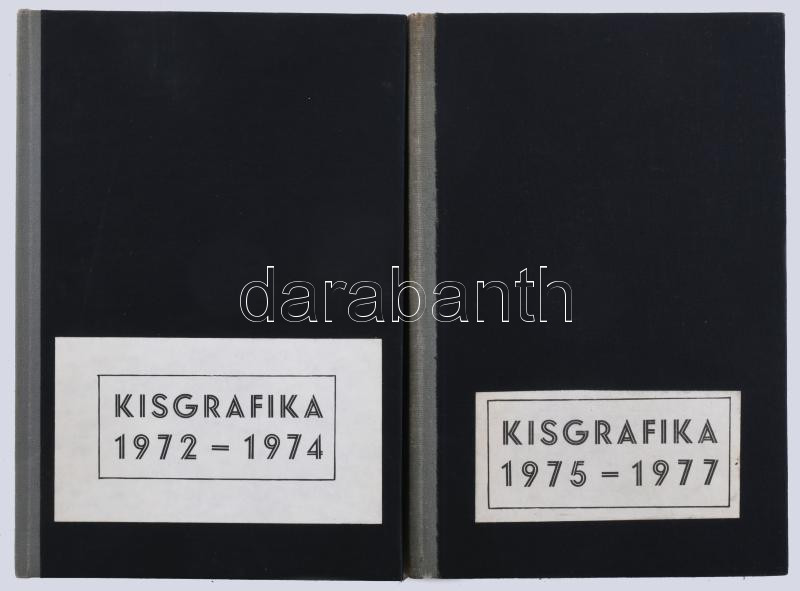 KISGRAFIKA
1972 - 1974
KISGRAFIKA
1975 - 1977
darabanth